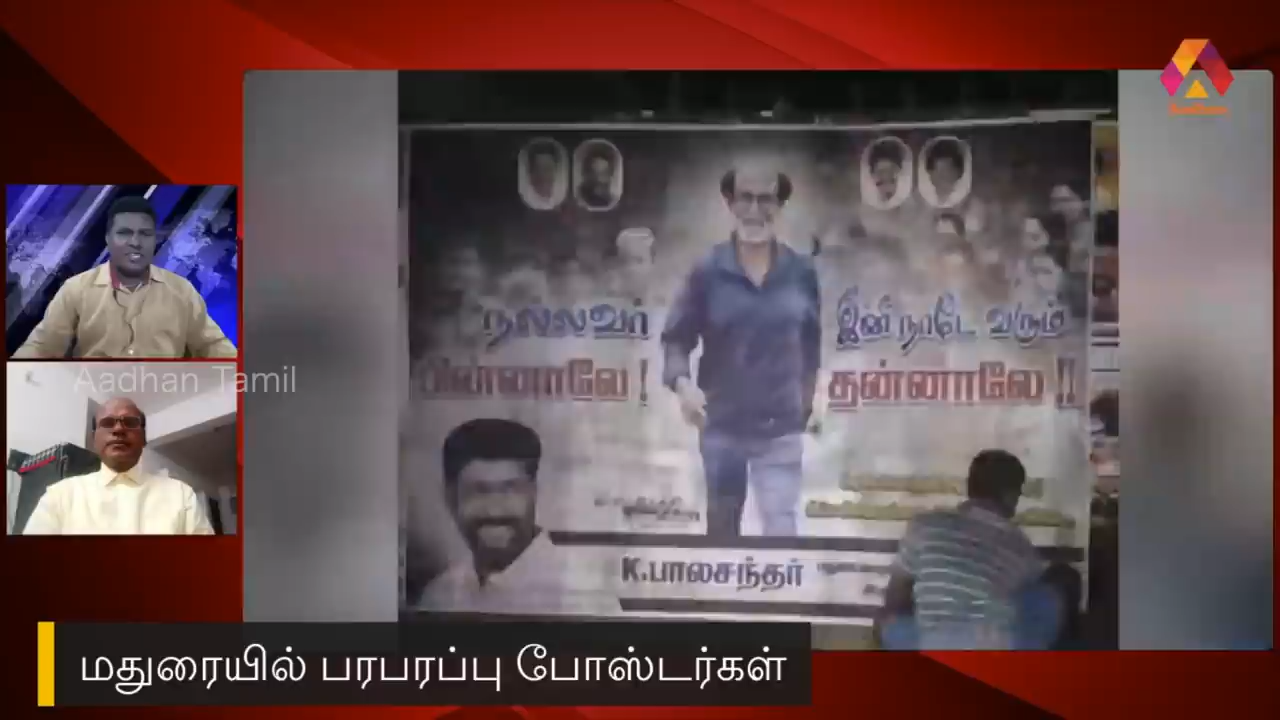 நல்லவர்
பின்னாலே !
இனி நாடே வரும்
தன்னாலே !!
K.பாலசந்தர்
Aadhan Tamil
மதுரையில் பரபரப்பு போஸ்டர்கள்